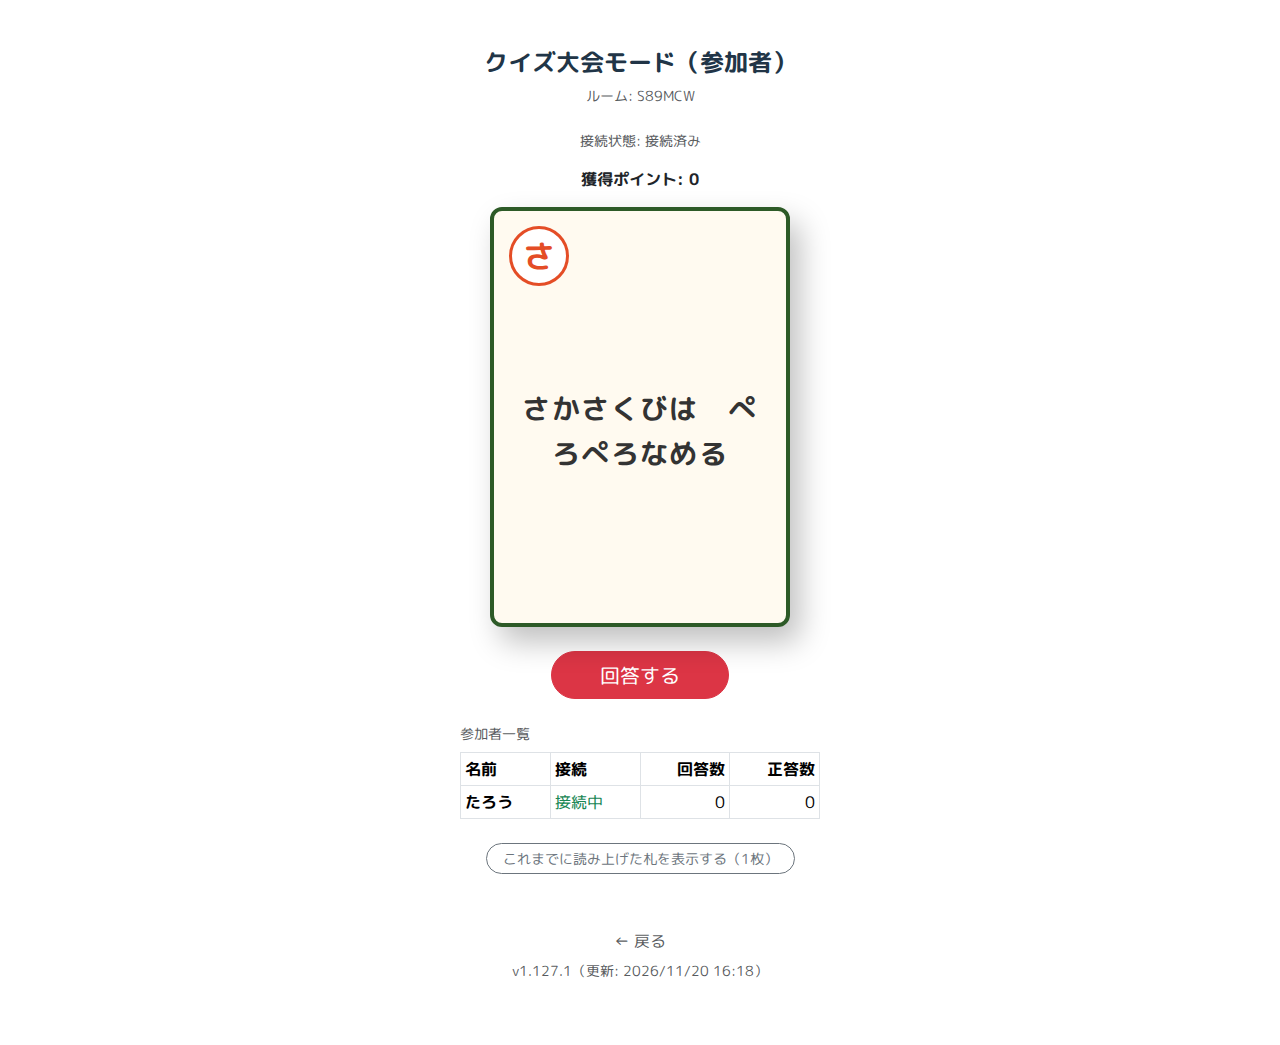 クイズ大会モード（参加者）
ルーム: S89MCW
接続状態: 接続済み
獲得ポイント: 0
さ
さかさくびは　ぺ
ろぺろなめる
回答する
参加者一覧
名前 接続 回答数 正答数
たろう 接続中 0 0
これまでに読み上げた札を表示する（1枚）
← 戻る
v1.127.1（更新: 2026/11/20 16:18）